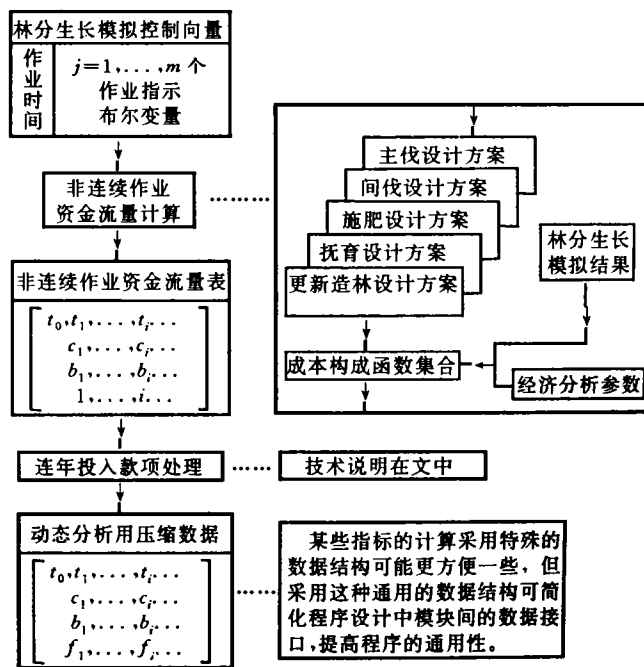 林分生长模拟控制向量
作业时间
j=1,...,m 个
作业指示
布尔变量
非连续作业
资金流量计算
........
非连续作业资金流量表
t0,t1,...,ti...
c1,...,ci...
b1,...,bi...
1,...,i...
连年投入款项处理
......
技术说明在文中
动态分析用压缩数据
t0,t1,...,ti...
c1,...,ci...
b1,...,bi...
f1,...,fi...
......
主伐设计方案
间伐设计方案
施肥设计方案
抚育设计方案
更新造林设计方案
林分生长
模拟结果
成本构成函数集合
经济分析参数
某些指标的计算采用特殊的
数据结构可能更方便一些，但
采用这种通用的数据结构可简
化程序设计中模块间的数据接
口，提高程序的通用性。